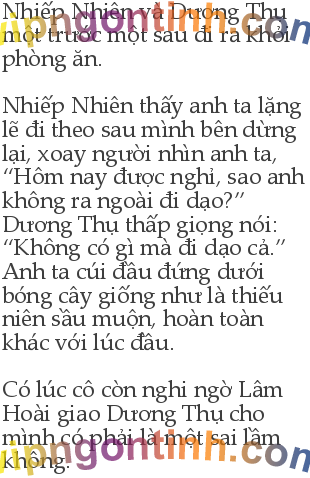 Nhiếp Nhiên và Dương Thụ
một trước một sau đi ra khỏi
phòng ăn.
Nhiếp Nhiên thấy anh ta lặng
lẽ đi theo sau mình bên dừng
lại, xoay người nhìn anh ta,
“Hôm nay được nghỉ, sao anh
không ra ngoài đi dạo?”
Dương Thụ thấp giọng nói:
“Không có gì mà đi dạo cả.”
Anh ta cúi đầu đứng dưới
bóng cây giống như là thiếu
niên sầu muộn, hoàn toàn
khác với lúc đầu.
Có lúc cô còn nghi ngờ Lâm
Hoài giao Dương Thụ cho
mình có phải là một sai lầm
không.
vipngontinh.com
vipngontinh.com